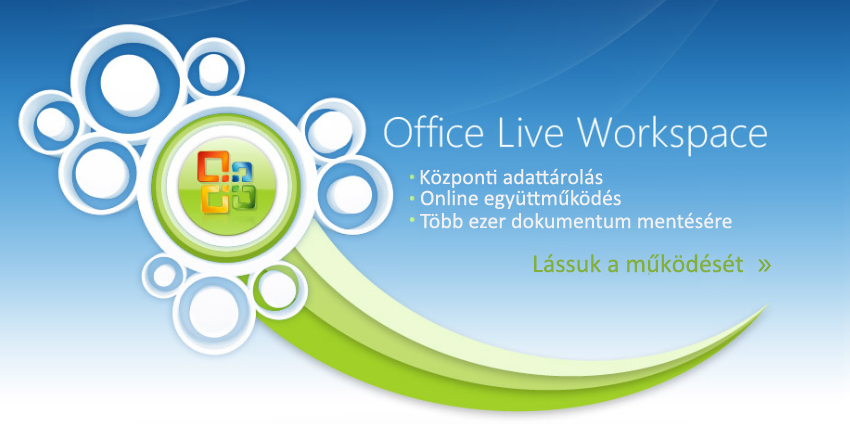 Office Live Workspace
• Központi adattárolás
• Online együttműködés
• Több ezer dokumentum mentésére
Lássuk a működését »